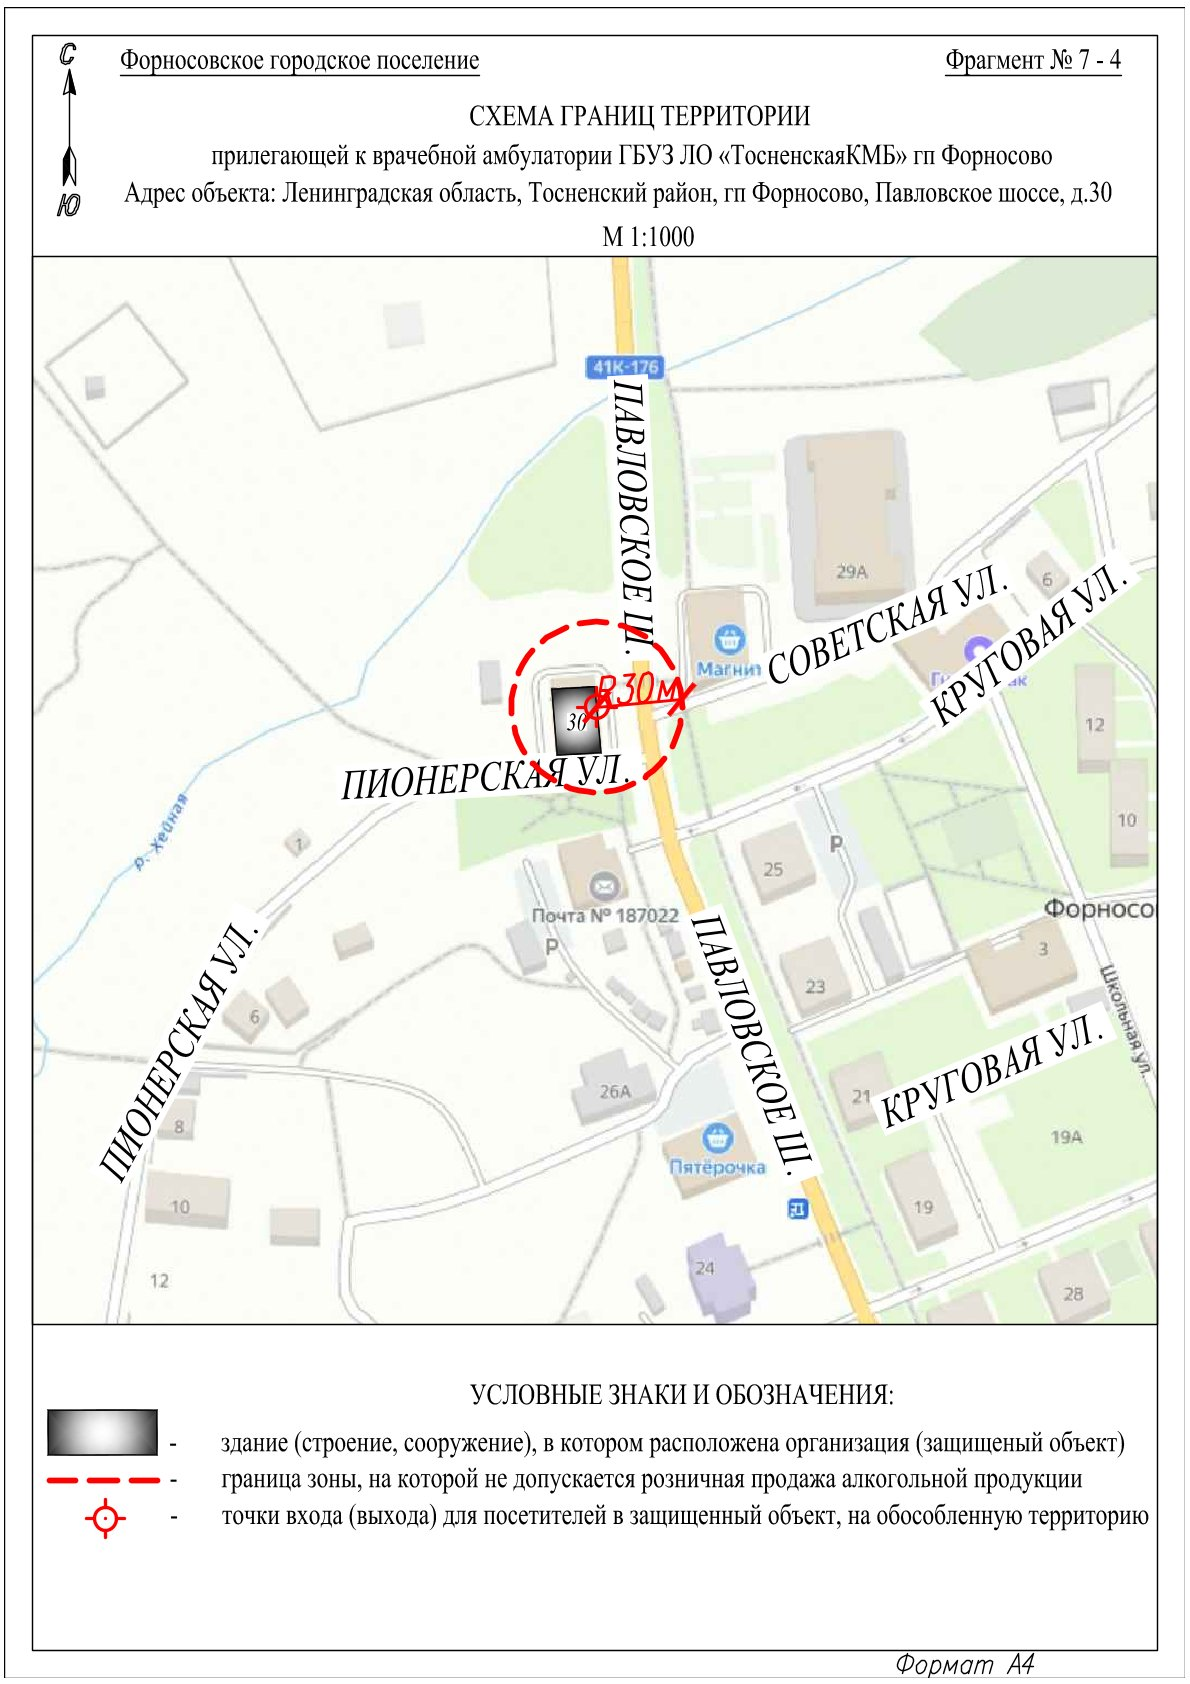 С
Форносовское городское поселение
Фрагмент № 7 - 4
СХЕМА ГРАНИЦ ТЕРРИТОРИИ
прилегающей к врачебной амбулатории ГБУЗ ЛО «ТосненскаяКМБ» гп Форносово
Ю
Адрес объекта: Ленинградская область, Тосненский район, гп Форносово, Павловское шоссе, д.30
М 1:1000
41К-176
ПАВЛОВСКОЕ Ш.
29А
6
СОВЕТСКАЯ УЛ.
КРУГОВАЯ УЛ.
Магнит
R30м
30
12
ПИОНЕРСКАЯ УЛ.
р. Хейная
1
10
25
Р
Почта № 187022
Форносо
Р
ПАВЛОВСКОЕ Ш.
3
23
Школьная ул.
ПИОНЕРСКАЯ УЛ.
6
КРУГОВАЯ УЛ.
26А
21
8
19А
Пятёрочка
10
19
24
12
28
УСЛОВНЫЕ ЗНАКИ И ОБОЗНАЧЕНИЯ:
- здание (строение, сооружение), в котором расположена организация (защищеный объект)
- граница зоны, на которой не допускается розничная продажа алкогольной продукции
- точки входа (выхода) для посетителей в защищенный объект, на обособленную территорию
Формат А4